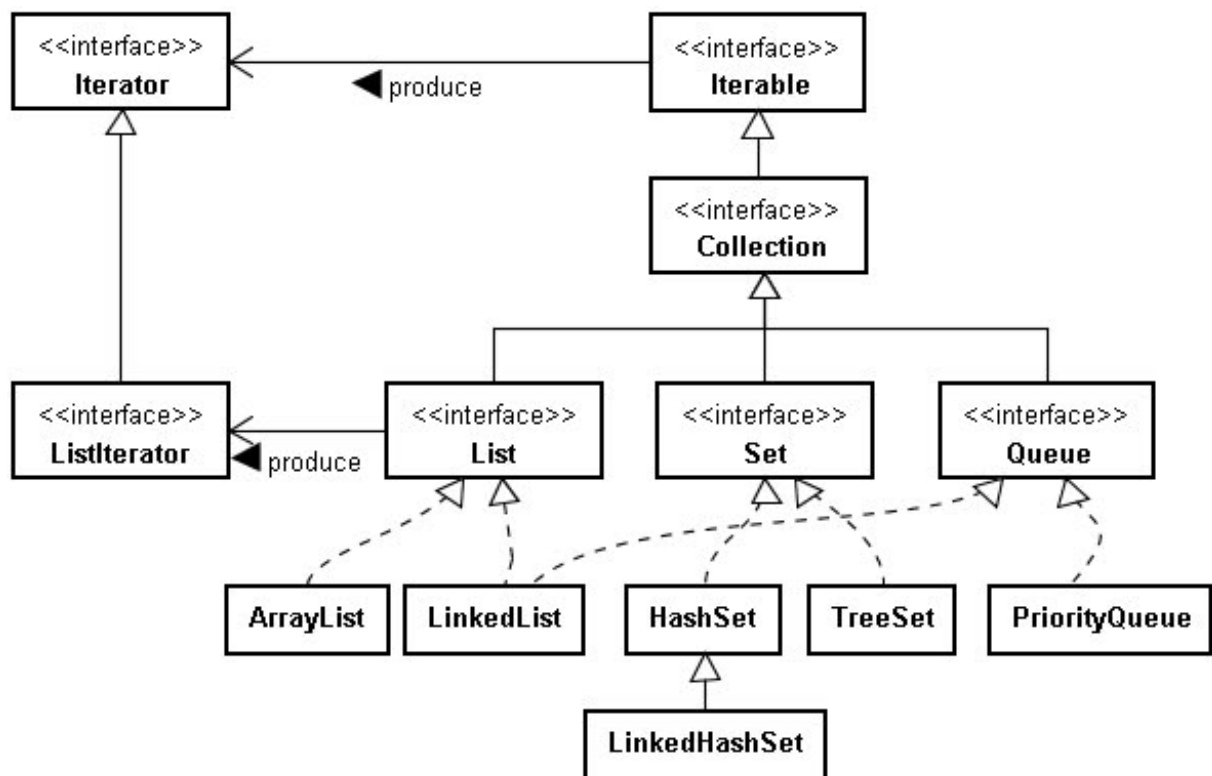 <<interface>>
Iterator
<<interface>>
Iterable
produce
<<interface>>
Collection
<<interface>>
ListIterator
produce
<<interface>>
List
<<interface>>
Set
<<interface>>
Queue
ArrayList
LinkedList
HashSet
TreeSet
PriorityQueue
LinkedHashSet